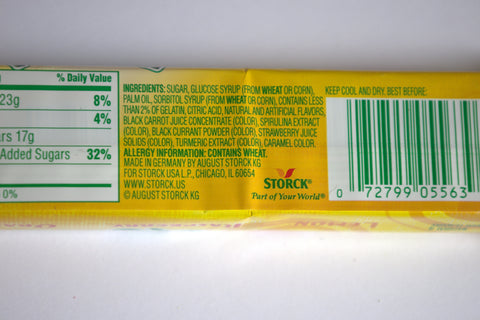 % Daily Value
23g 8%
4%
ars 17g
Added Sugars 32%
0%
INGREDIENTS: SUGAR, GLUCOSE SYRUP (FROM WHEAT OR CORN),
PALM OIL, SORBITOL SYRUP (FROM WHEAT OR CORN), CONTAINS LESS
THAN 2% OF GELATIN, CITRIC ACID, NATURAL AND ARTIFICIAL FLAVORS,
BLACK CARROT JUICE CONCENTRATE (COLOR), SPIRULINA EXTRACT
(COLOR), BLACK CURRANT POWDER (COLOR), STRAWBERRY JUICE
SOLIDS (COLOR), TURMERIC EXTRACT (COLOR), CARAMEL COLOR.
ALLERGY INFORMATION: CONTAINS WHEAT.
MADE IN GERMANY BY AUGUST STORCK KG
FOR STORCK USA L.P., CHICAGO, IL 60654
WWW.STORCK.US
© AUGUST STORCK KG
STORCK®
Part of Your World®
KEEP COOL AND DRY. BEST BEFORE:
0 72799 05563
LEMON